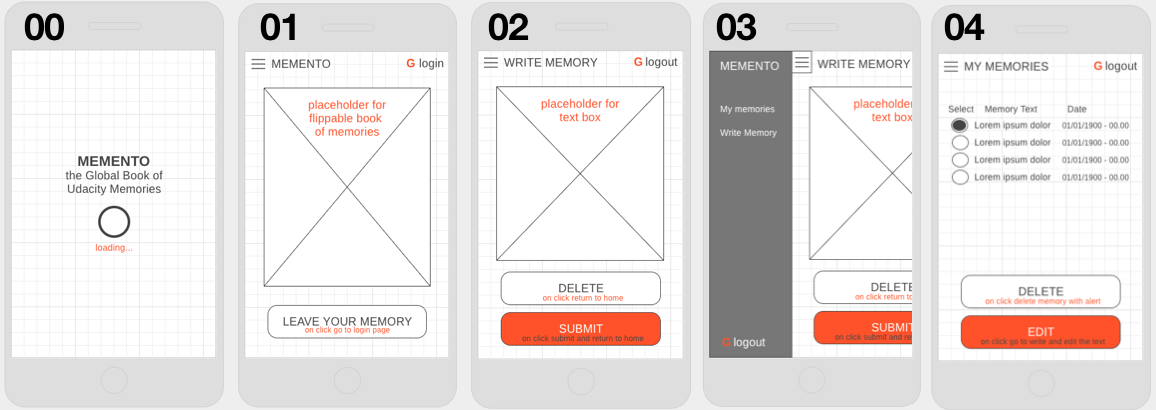 00
MEMENTO
the Global Book of
Udacity Memories
loading...
01
MEMENTO
G login
placeholder for
flippable book
of memories
LEAVE YOUR MEMORY
on click go to login page
02
WRITE MEMORY
G logout
placeholder for
text box
DELETE
on click return to home
SUBMIT
on click submit and return to home
03
MEMENTO
WRITE MEMORY
My memories
Write Memory
placeholder
text box
DELETE
on click return to
SUBMIT
on click submit and re
G logout
04
MY MEMORIES
G logout
Select Memory Text Date
Lorem ipsum dolor 01/01/1900 - 00.00
Lorem ipsum dolor 01/01/1900 - 00.00
Lorem ipsum dolor 01/01/1900 - 00.00
Lorem ipsum dolor 01/01/1900 - 00.00
DELETE
on click delete memory with alert
EDIT
on click go to write and edit the text